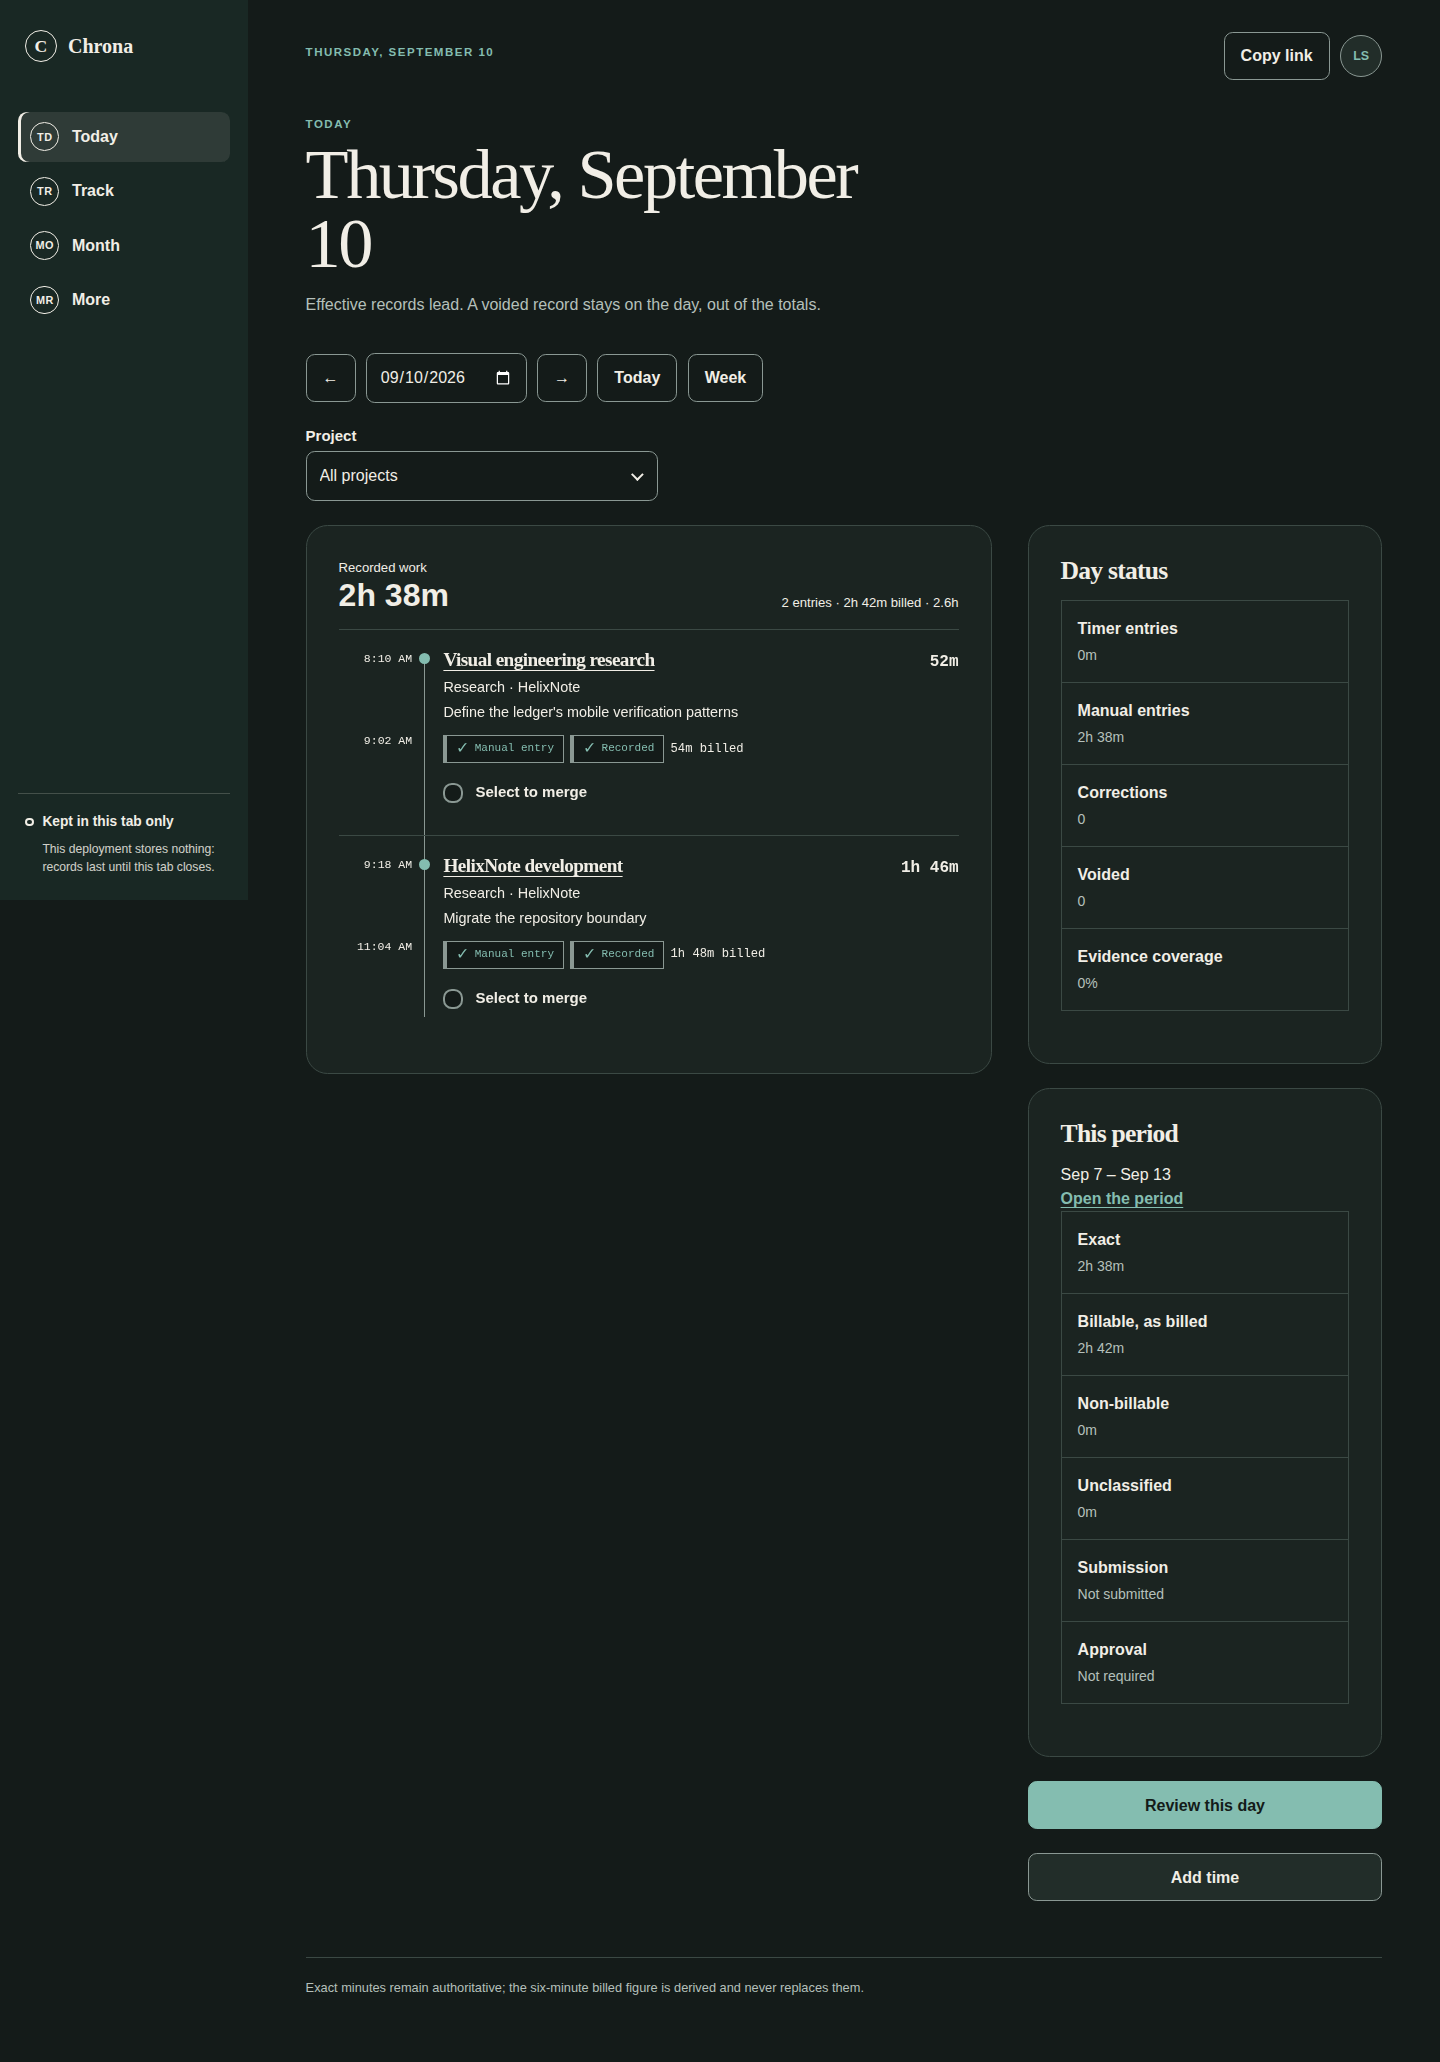 C Chrona
TD Today
TR Track
MO Month
MR More
Kept in this tab only
This deployment stores nothing:
records last until this tab closes.
THURSDAY, SEPTEMBER 10
Copy link
LS
TODAY
Thursday, September
10
Effective records lead. A voided record stays on the day, out of the totals.
←
09/10/2026
→
Today
Week
Project
All projects
Recorded work
2h 38m
2 entries · 2h 42m billed · 2.6h
8:10 AM
Visual engineering research
52m
Research · HelixNote
Define the ledger's mobile verification patterns
9:02 AM
✓ Manual entry
✓ Recorded
54m billed
Select to merge
9:18 AM
HelixNote development
1h 46m
Research · HelixNote
Migrate the repository boundary
11:04 AM
✓ Manual entry
✓ Recorded
1h 48m billed
Select to merge
Day status
Timer entries
0m
Manual entries
2h 38m
Corrections
0
Voided
0
Evidence coverage
0%
This period
Sep 7 – Sep 13
Open the period
Exact
2h 38m
Billable, as billed
2h 42m
Non-billable
0m
Unclassified
0m
Submission
Not submitted
Approval
Not required
Review this day
Add time
Exact minutes remain authoritative; the six-minute billed figure is derived and never replaces them.